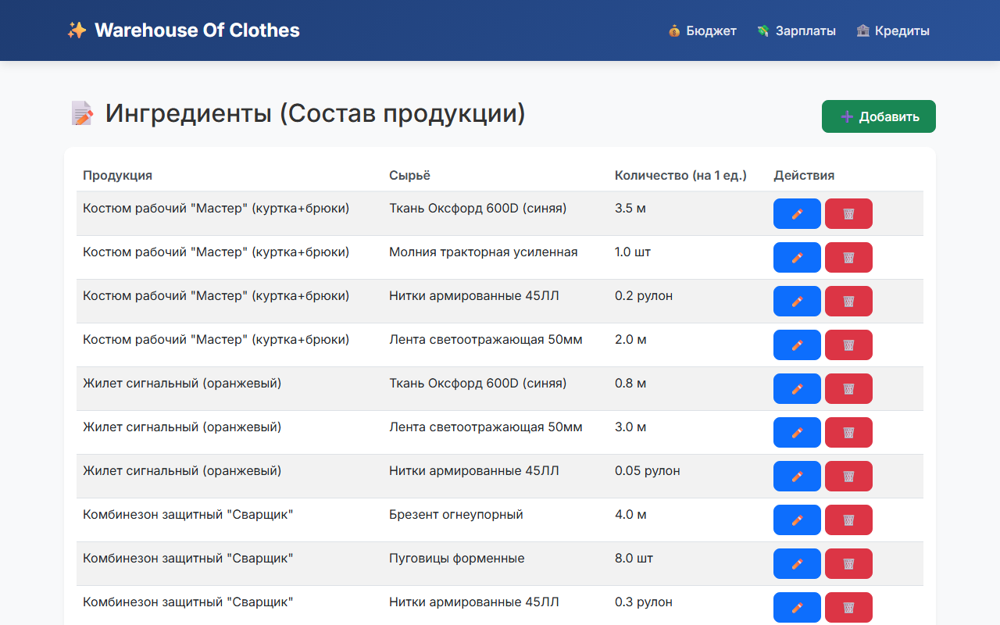 ✨ Warehouse Of Clothes
💰 Бюджет 💸 Зарплаты 🏦 Кредиты
📝 Ингредиенты (Состав продукции)
➕ Добавить
Продукция Сырьё Количество (на 1 ед.) Действия
Костюм рабочий "Мастер" (куртка+брюки) Ткань Оксфорд 600D (синяя) 3.5 м
Костюм рабочий "Мастер" (куртка+брюки) Молния тракторная усиленная 1.0 шт
Костюм рабочий "Мастер" (куртка+брюки) Нитки армированные 45ЛЛ 0.2 рулон
Костюм рабочий "Мастер" (куртка+брюки) Лента светоотражающая 50мм 2.0 м
Жилет сигнальный (оранжевый) Ткань Оксфорд 600D (синяя) 0.8 м
Жилет сигнальный (оранжевый) Лента светоотражающая 50мм 3.0 м
Жилет сигнальный (оранжевый) Нитки армированные 45ЛЛ 0.05 рулон
Комбинезон защитный "Сварщик" Брезент огнеупорный 4.0 м
Комбинезон защитный "Сварщик" Пуговицы форменные 8.0 шт
Комбинезон защитный "Сварщик" Нитки армированные 45ЛЛ 0.3 рулон